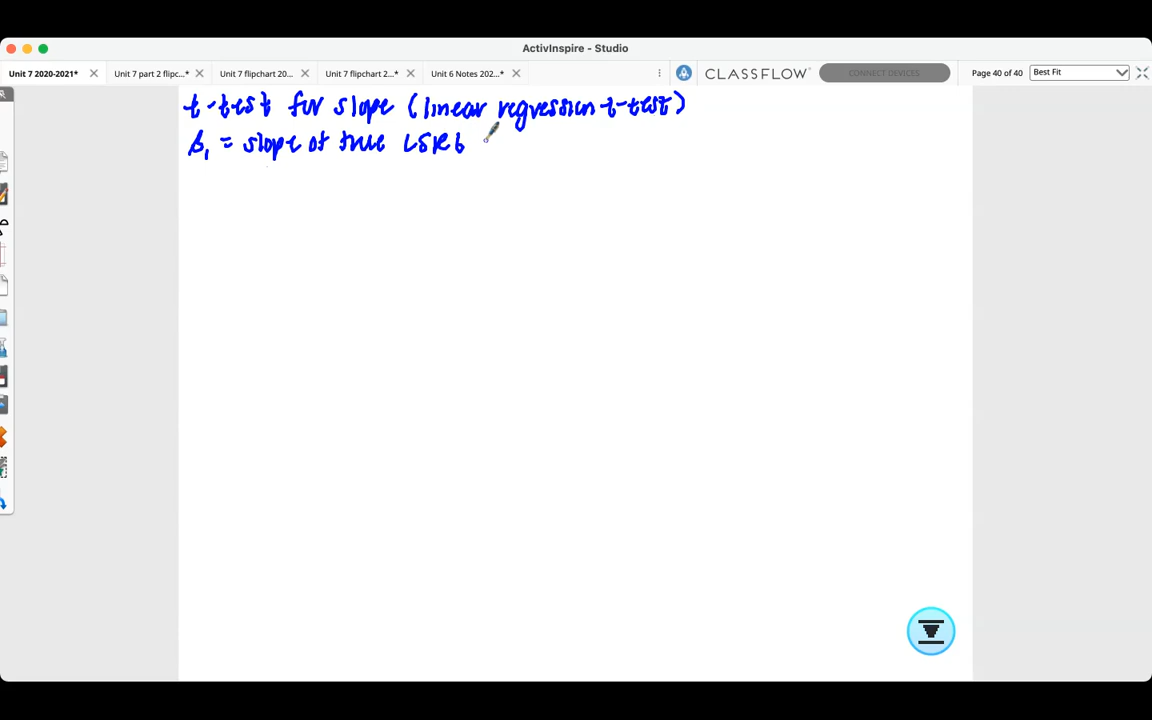 ActivInspire - Studio
Unit 7 2020-2021* Unit 7 part 2 flipc...* Unit 7 flipchart 20... Unit 7 flipchart 2...* Unit 6 Notes 202...* CLASSFLOW CONNECT DEVICES Page 40 of 40 Best Fit
t-test for slope (linear regression t-test)
β₁ = slope of true LSRL